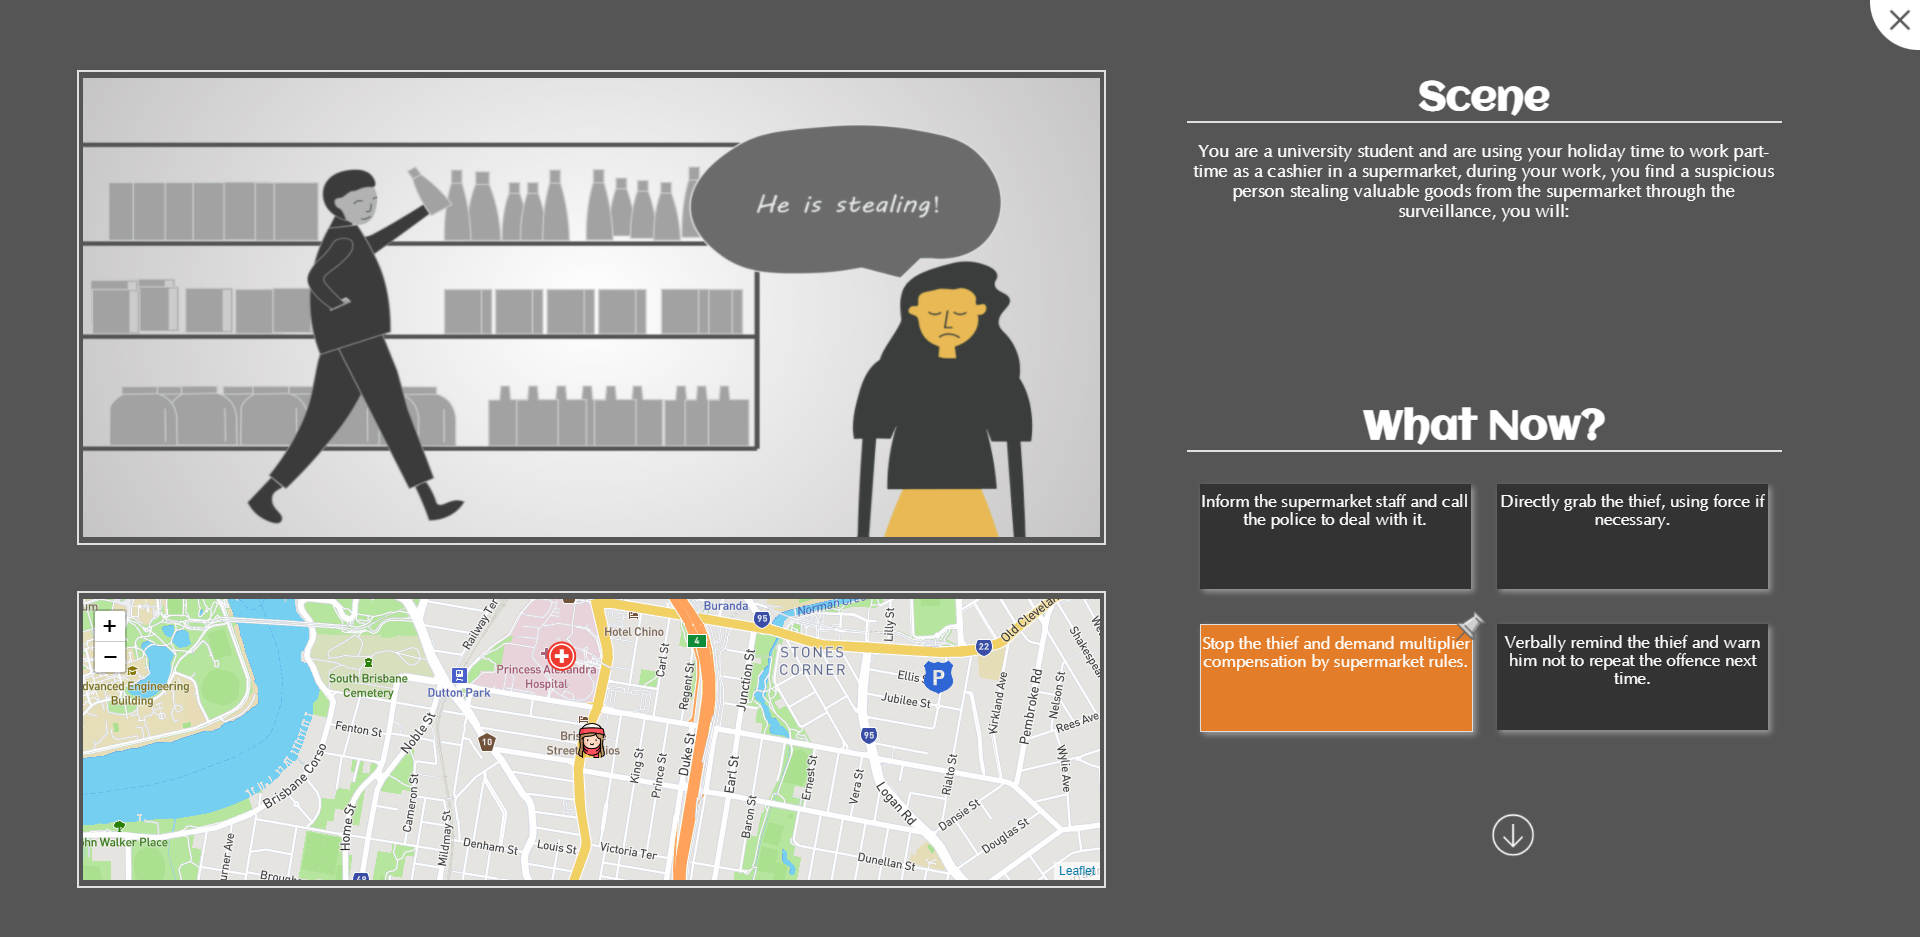 He is stealing!
Scene
You are a university student and are using your holiday time to work part-
time as a cashier in a supermarket, during your work, you find a suspicious
person stealing valuable goods from the supermarket through the
surveillance, you will:
What Now?
Inform the supermarket staff and call
the police to deal with it.
Directly grab the thief, using force if
necessary.
Stop the thief and demand multiplier
compensation by supermarket rules.
Verbally remind the thief and warn
him not to repeat the offence next
time.
+
−
um
Railway Ter
Buranda
95
Norman Cre
Old Clevelan
Hotel Chino
4
Lilly St
22
Shakespea
We
STONES
CORNER
Princess Alexandra
Hospital
Carl St
Regent St
Junction St
South Brisbane
Cemetery
Dutton Park
dvanced Engineering
Building
Ellis S
P
Jubilee St
Kirkland Ave
Pembroke Rd
Nelson St
Rees Ave
Fenton St
Noble St
10
Bris
Street
ios
King St
Prince St
Duke St
Earl St
95
Ernest St
Vera St
Rialto St
Wylie Ave
Brisbane Corso
Cameron St
Home St
Mildmay St
Baron St
Logan Rd
Dansie St
Douglas St
hn Walker Place
urner Ave
Denham St
Louis St
Victoria Ter
Dunellan St
Brough
Leaflet